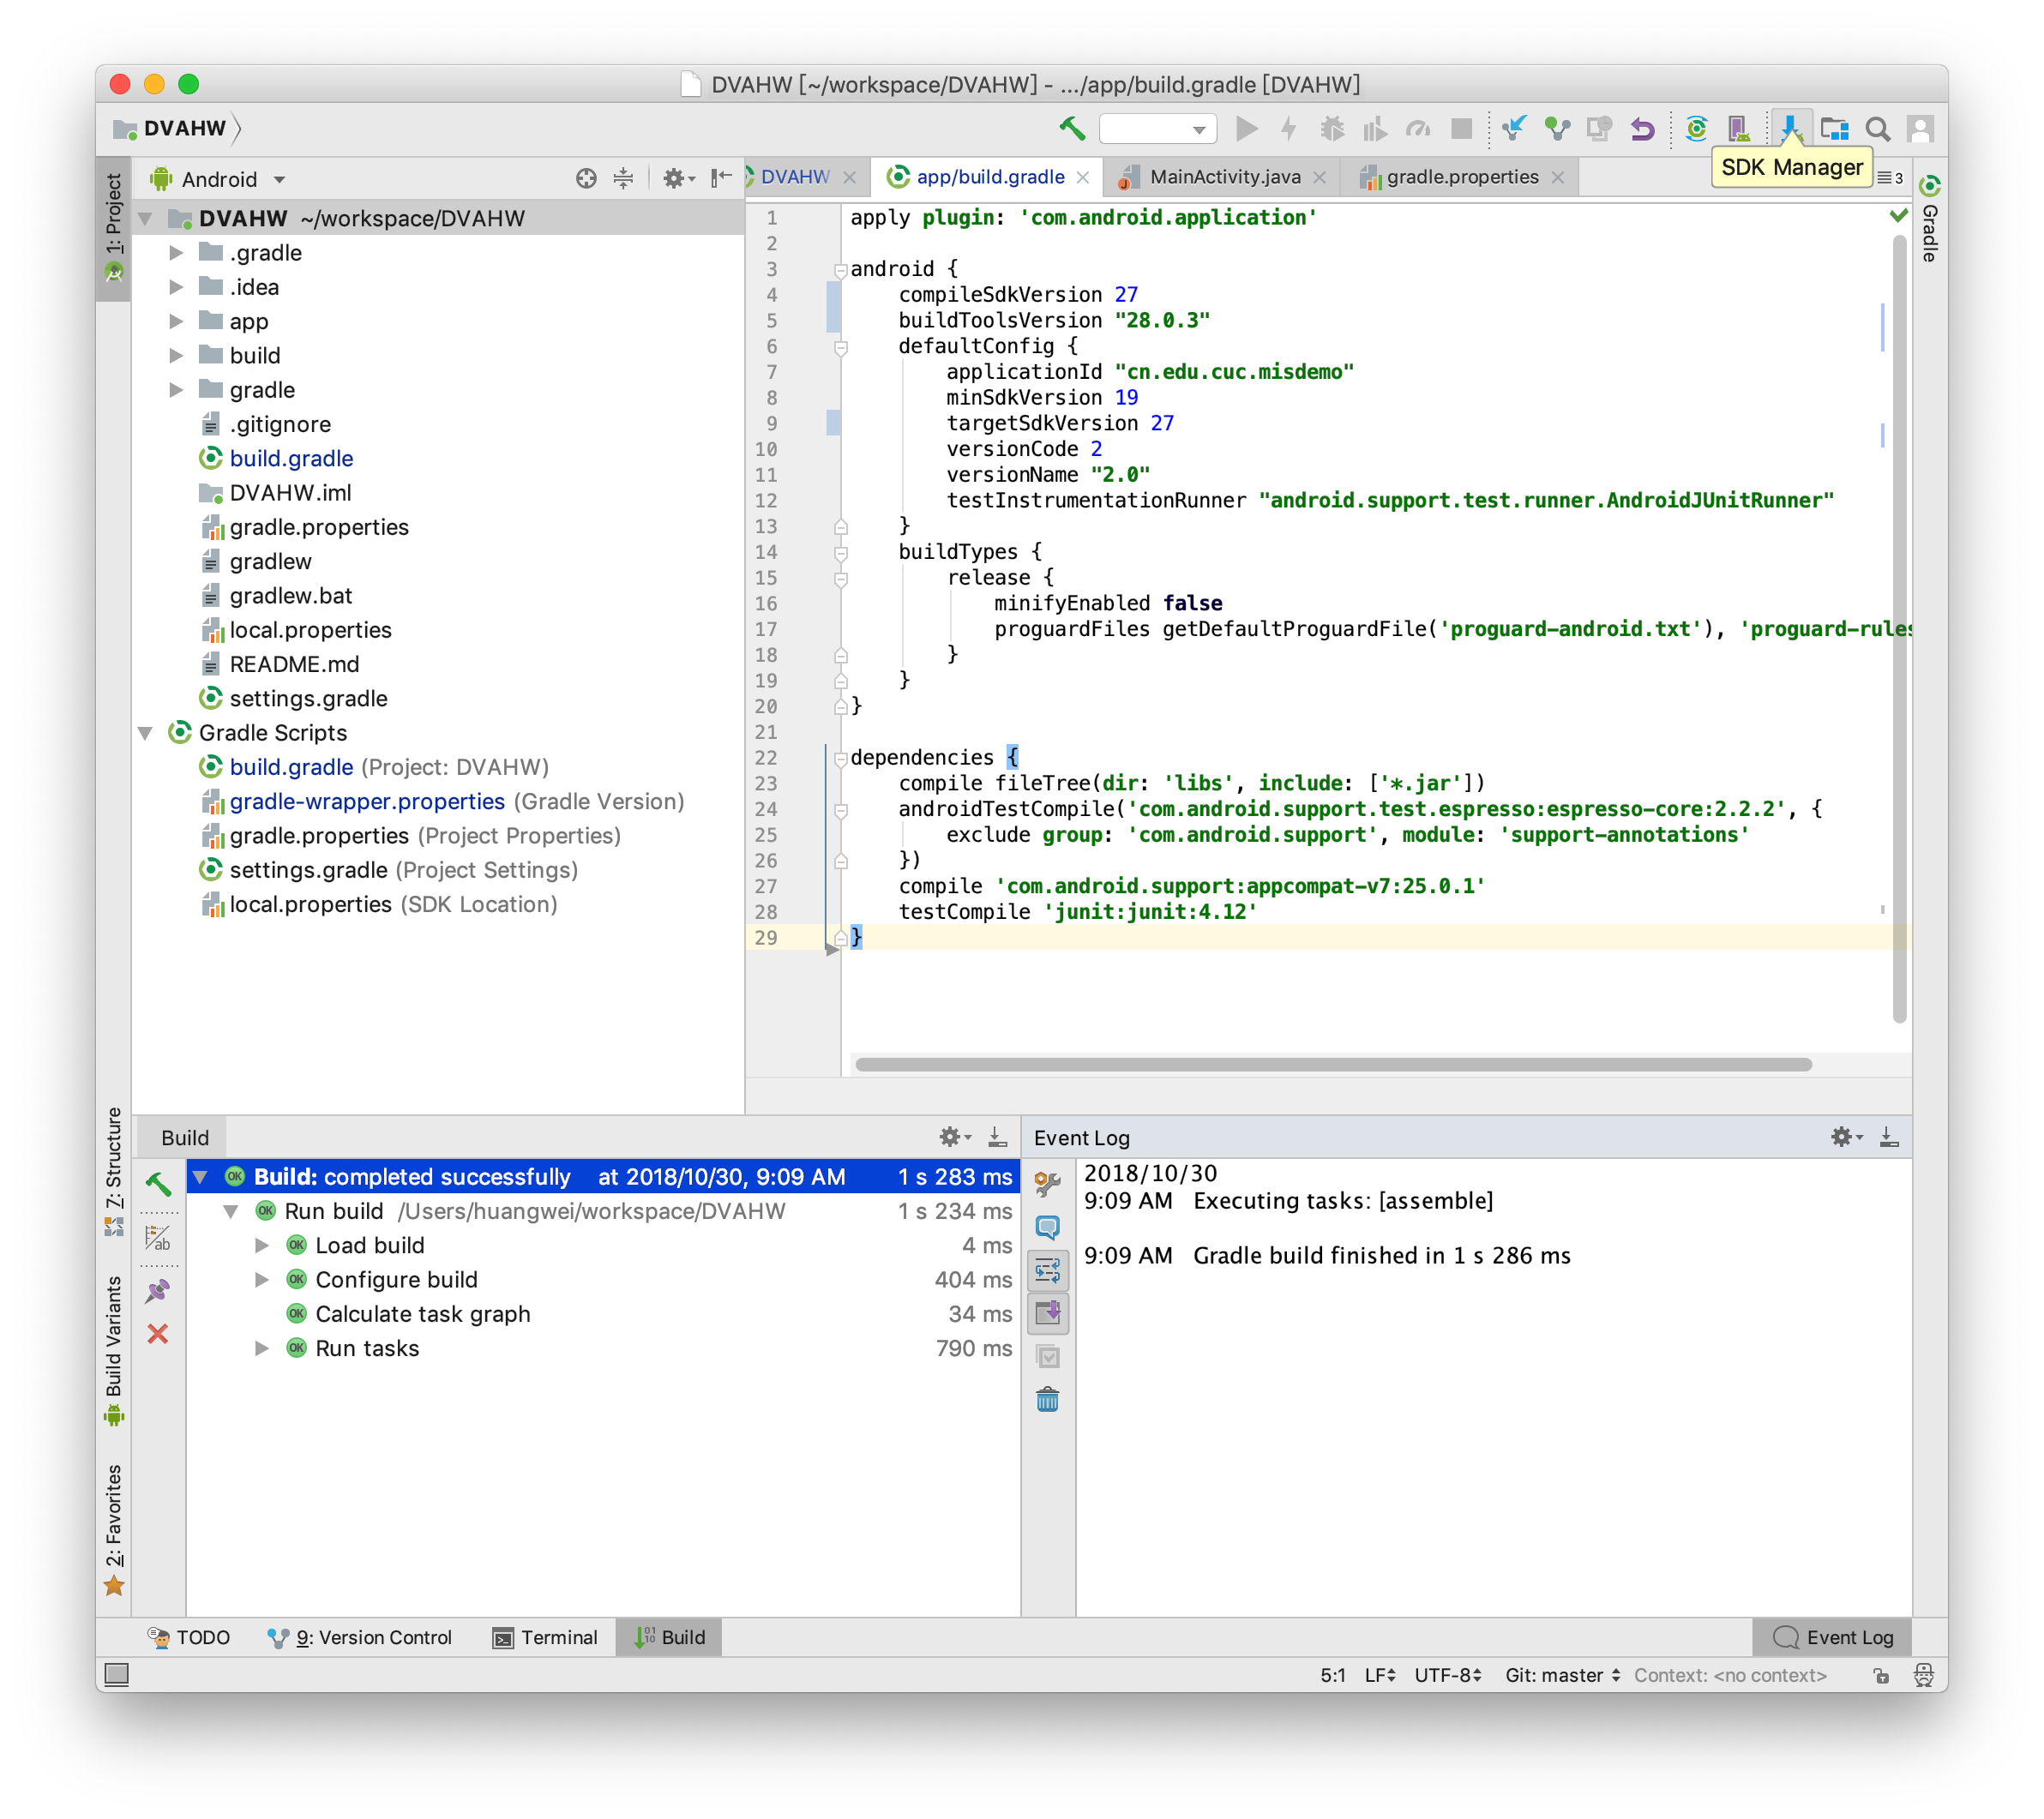 DVAHW [~/workspace/DVAHW] - .../app/build.gradle [DVAHW]
DVAHW
SDK Manager
1: Project
Android
DVAHW
app/build.gradle
MainActivity.java
gradle.properties
3
Gradle
DVAHW ~/workspace/DVAHW
.gradle
.idea
app
build
gradle
.gitignore
build.gradle
DVAHW.iml
gradle.properties
gradlew
gradlew.bat
local.properties
README.md
settings.gradle
Gradle Scripts
build.gradle (Project: DVAHW)
gradle-wrapper.properties (Gradle Version)
gradle.properties (Project Properties)
settings.gradle (Project Settings)
local.properties (SDK Location)
1 apply plugin: 'com.android.application'
2
3 android {
4 compileSdkVersion 27
5 buildToolsVersion "28.0.3"
6 defaultConfig {
7 applicationId "cn.edu.cuc.misdemo"
8 minSdkVersion 19
9 targetSdkVersion 27
10 versionCode 2
11 versionName "2.0"
12 testInstrumentationRunner "android.support.test.runner.AndroidJUnitRunner"
13 }
14 buildTypes {
15 release {
16 minifyEnabled false
17 proguardFiles getDefaultProguardFile('proguard-android.txt'), 'proguard-rules
18 }
19 }
20 }
21
22 dependencies {
23 compile fileTree(dir: 'libs', include: ['*.jar'])
24 androidTestCompile('com.android.support.test.espresso:espresso-core:2.2.2', {
25 exclude group: 'com.android.support', module: 'support-annotations'
26 })
27 compile 'com.android.support:appcompat-v7:25.0.1'
28 testCompile 'junit:junit:4.12'
29 }
7: Structure
Build Variants
2: Favorites
Build
Build: completed successfully at 2018/10/30, 9:09 AM 1 s 283 ms
OK Run build /Users/huangwei/workspace/DVAHW 1 s 234 ms
OK Load build 4 ms
OK Configure build 404 ms
OK Calculate task graph 34 ms
OK Run tasks 790 ms
Event Log
2018/10/30
9:09 AM Executing tasks: [assemble]
9:09 AM Gradle build finished in 1 s 286 ms
TODO
9: Version Control
Terminal
Build
Event Log
5:1 LF UTF-8 Git: master Context: <no context>